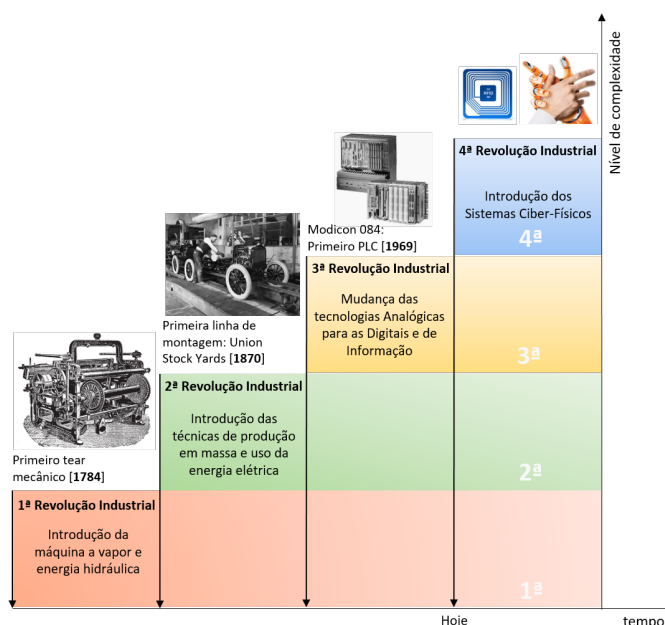 Nível de complexidade
RFID
4ª Revolução Industrial
Introdução dos
Sistemas Ciber-Físicos
4ª
Modicon 084:
Primeiro PLC [1969]
3ª Revolução Industrial
Mudança das
tecnologias Analógicas
para as Digitais e de
Informação
3ª
Primeira linha de
montagem: Union
Stock Yards [1870]
2ª Revolução Industrial
Introdução das
técnicas de produção
em massa e uso da
energia elétrica
2ª
Primeiro tear
mecânico [1784]
1ª Revolução Industrial
Introdução da
máquina a vapor e
energia hidráulica
1ª
Hoje
tempo